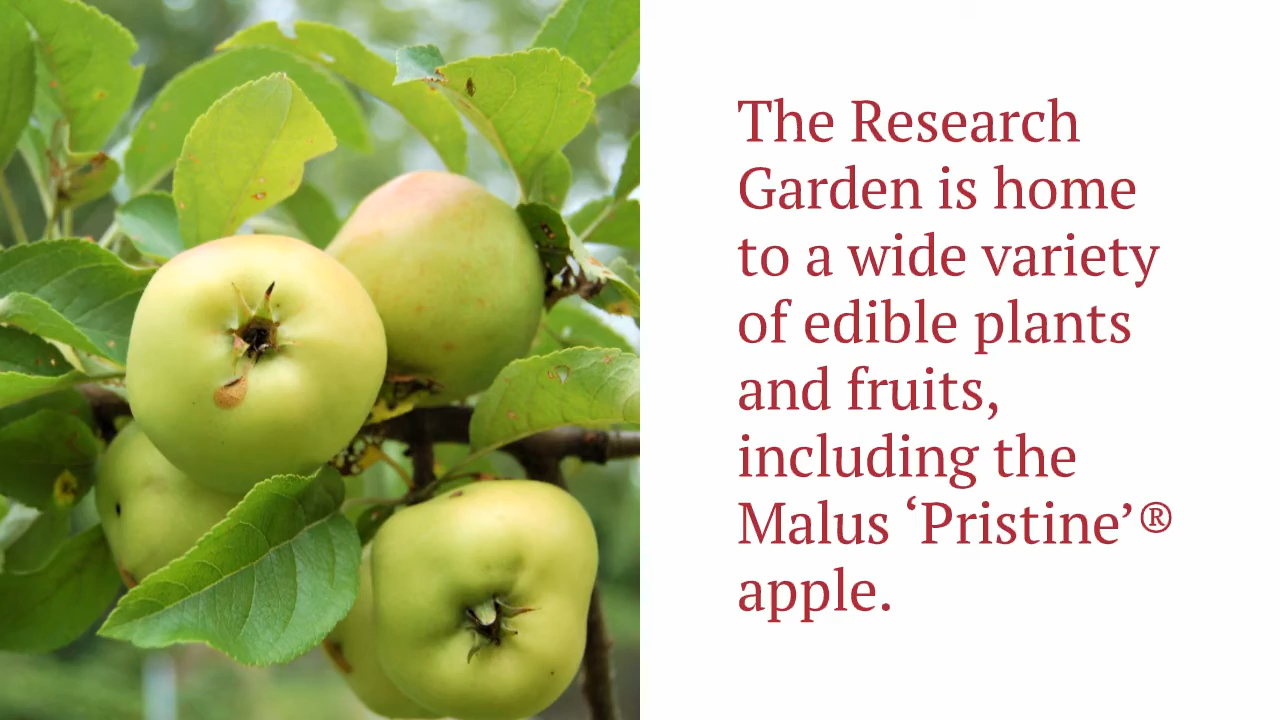 The Research
Garden is home
to a wide variety
of edible plants
and fruits,
including the
Malus ‘Pristine’®
apple.